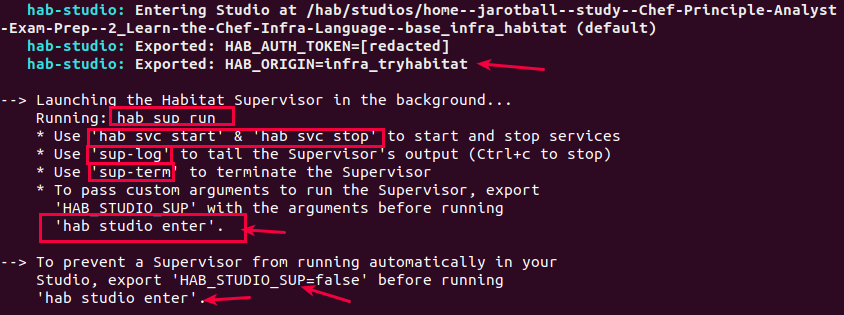 hab-studio: Entering Studio at /hab/studios/home--jarotball--study--Chef-Principle-Analyst
-Exam-Prep--2_Learn-the-Chef-Infra-Language--base_infra_habitat (default)
hab-studio: Exported: HAB_AUTH_TOKEN=[redacted]
hab-studio: Exported: HAB_ORIGIN=infra_tryhabitat
--> Launching the Habitat Supervisor in the background...
Running: hab sup run
* Use 'hab svc start' & 'hab svc stop' to start and stop services
* Use 'sup-log' to tail the Supervisor's output (Ctrl+c to stop)
* Use 'sup-term' to terminate the Supervisor
* To pass custom arguments to run the Supervisor, export
'HAB_STUDIO_SUP' with the arguments before running
'hab studio enter'.
--> To prevent a Supervisor from running automatically in your
Studio, export 'HAB_STUDIO_SUP=false' before running
'hab studio enter'.